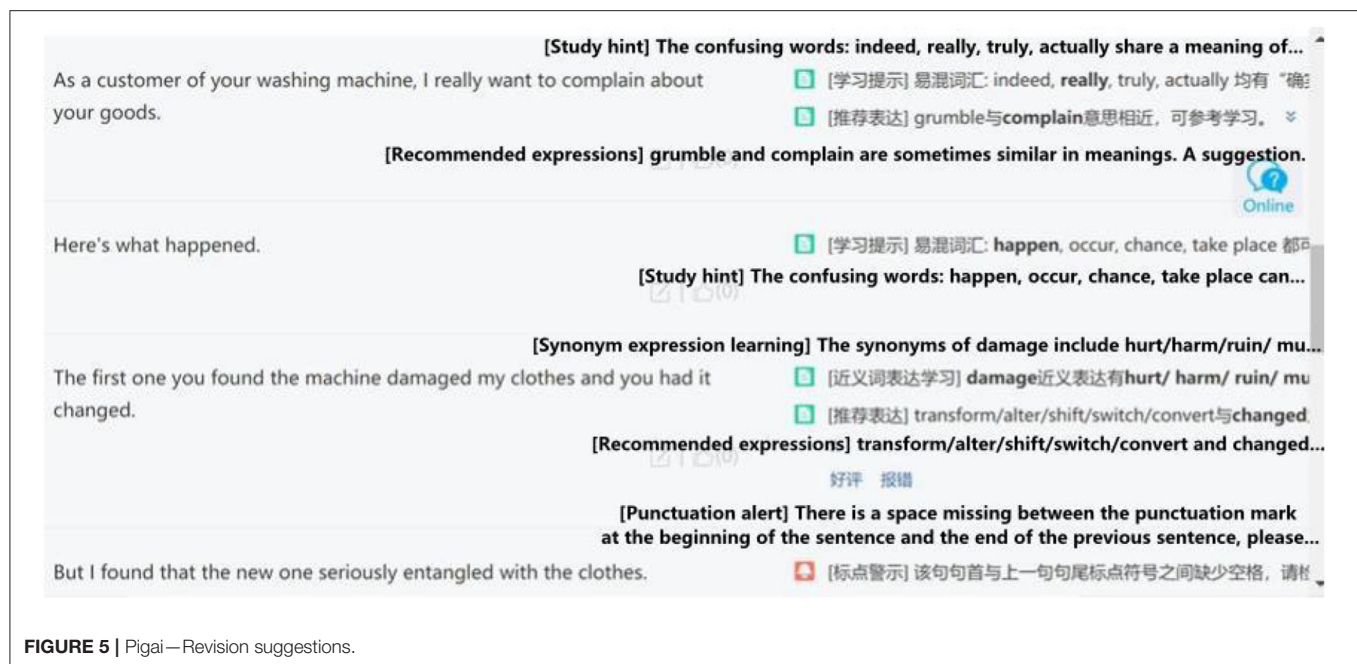 [Study hint] The confusing words: indeed, really, truly, actually share a meaning of...
As a customer of your washing machine, I really want to complain about
your goods.
[学习提示] 易混词汇: indeed, really, truly, actually 均有 "确
[推荐表达] grumble与complain意思相近，可参考学习。
[Recommended expressions] grumble and complain are sometimes similar in meanings. A suggestion.
Online
Here's what happened.
[学习提示] 易混词汇: happen, occur, chance, take place 都可
[Study hint] The confusing words: happen, occur, chance, take place can...
(0)
[Synonym expression learning] The synonyms of damage include hurt/harm/ruin/ mu...
The first one you found the machine damaged my clothes and you had it
changed.
[近义词表达学习] damage近义表达有hurt/ harm/ ruin/ mu
[推荐表达] transform/alter/shift/switch/convert与changed
[Recommended expressions] transform/alter/shift/switch/convert and changed...
(0)
好评 报错
[Punctuation alert] There is a space missing between the punctuation mark
at the beginning of the sentence and the end of the previous sentence, please...
But I found that the new one seriously entangled with the clothes.
[标点警示] 该句句首与上一句句尾标点符号之间缺少空格，请检
FIGURE 5 | Pigai—Revision suggestions.